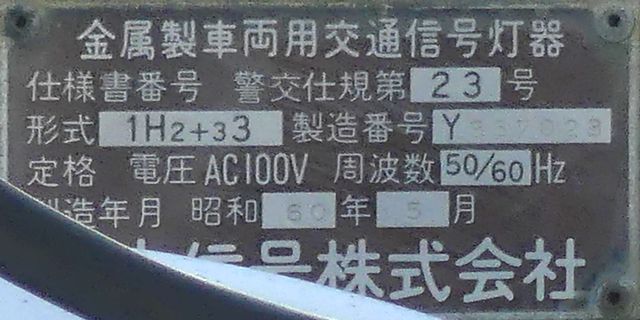 金属製車両用交通信号灯器
仕様書番号 警交仕規第 23 号
形式 1H2+33 製造番号 Y
定格 電圧 AC100V 周波数 50/60 Hz
製造年月 昭和 60 年 5 月
信号株式会社